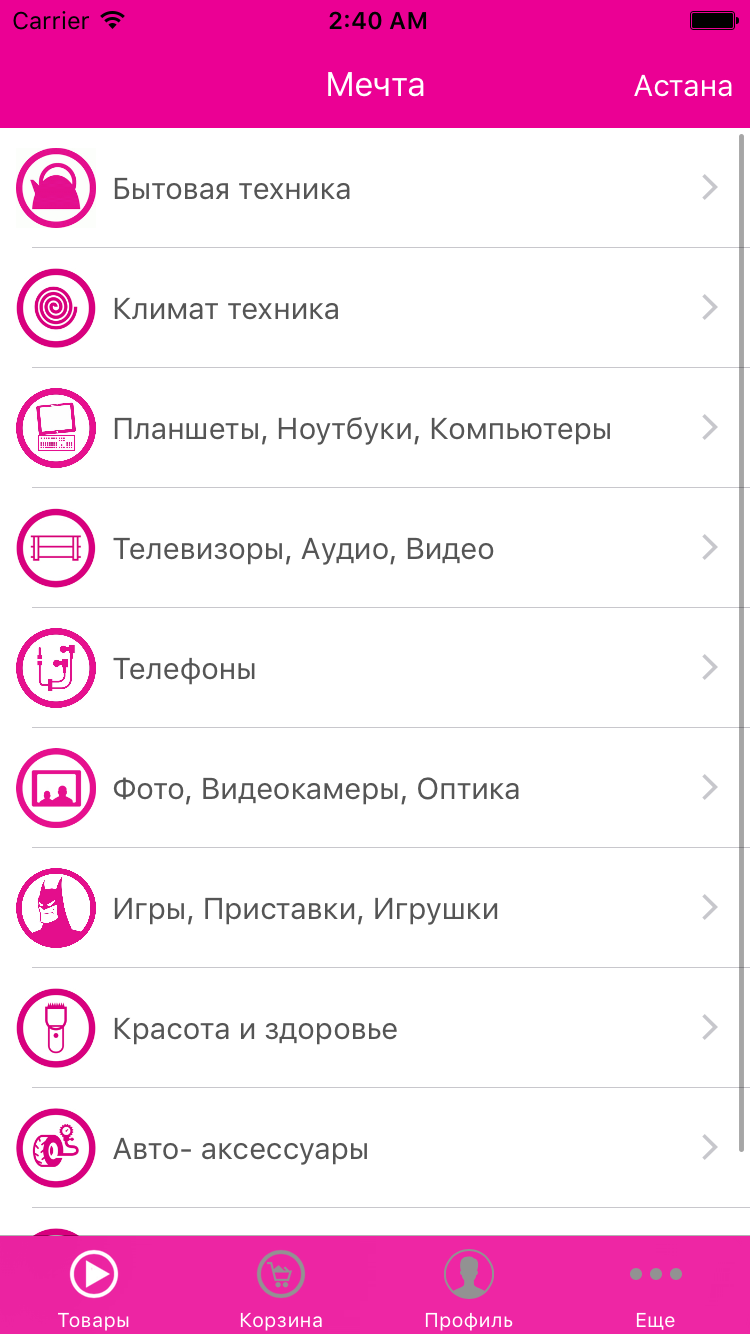 Carrier 2:40 AM
Мечта Астана
Бытовая техника
Климат техника
Планшеты, Ноутбуки, Компьютеры
Телевизоры, Аудио, Видео
Телефоны
Фото, Видеокамеры, Оптика
Игры, Приставки, Игрушки
Красота и здоровье
Авто- аксессуары
Товары Корзина Профиль Еще